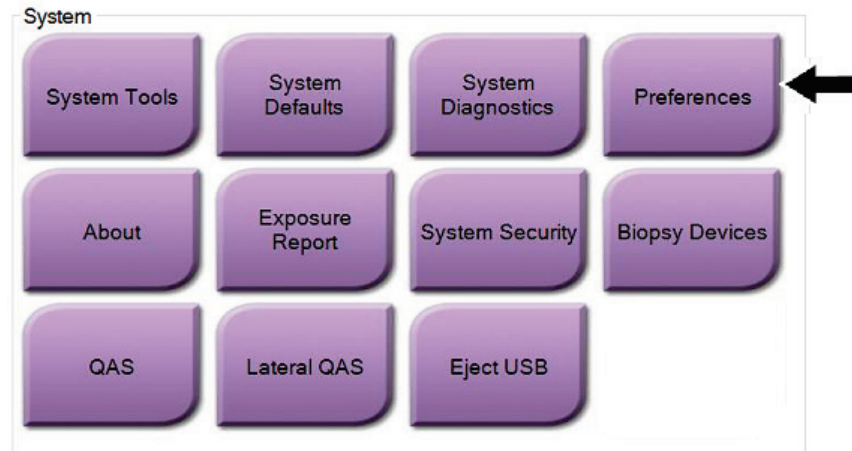 System
System Tools
System
Defaults
System
Diagnostics
Preferences
About
Exposure
Report
System Security
Biopsy Devices
QAS
Lateral QAS
Eject USB